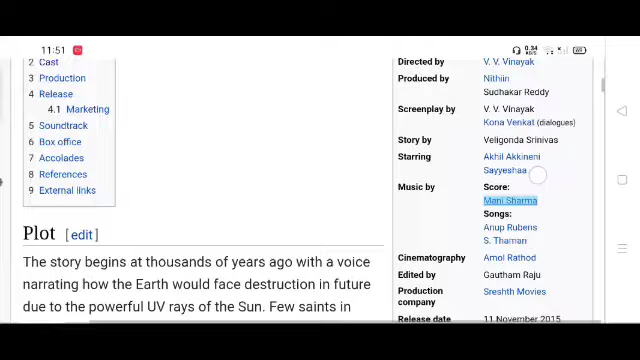 11:51
0.34
KB/S
2 Cast
3 Production
4 Release
4.1 Marketing
5 Soundtrack
6 Box office
7 Accolades
8 References
9 External links
Plot [edit]
The story begins at thousands of years ago with a voice
narrating how the Earth would face destruction in future
due to the powerful UV rays of the Sun. Few saints in
Directed by V. V. Vinayak
Produced by Nithiin
Sudhakar Reddy
Screenplay by V. V. Vinayak
Kona Venkat (dialogues)
Story by Veligonda Srinivas
Starring Akhil Akkineni
Sayyeshaa
Music by Score:
Mani Sharma
Songs:
Anup Rubens
S. Thaman
Cinematography Amol Rathod
Edited by Gautham Raju
Production Sreshth Movies
company
Release date 11 November 2015